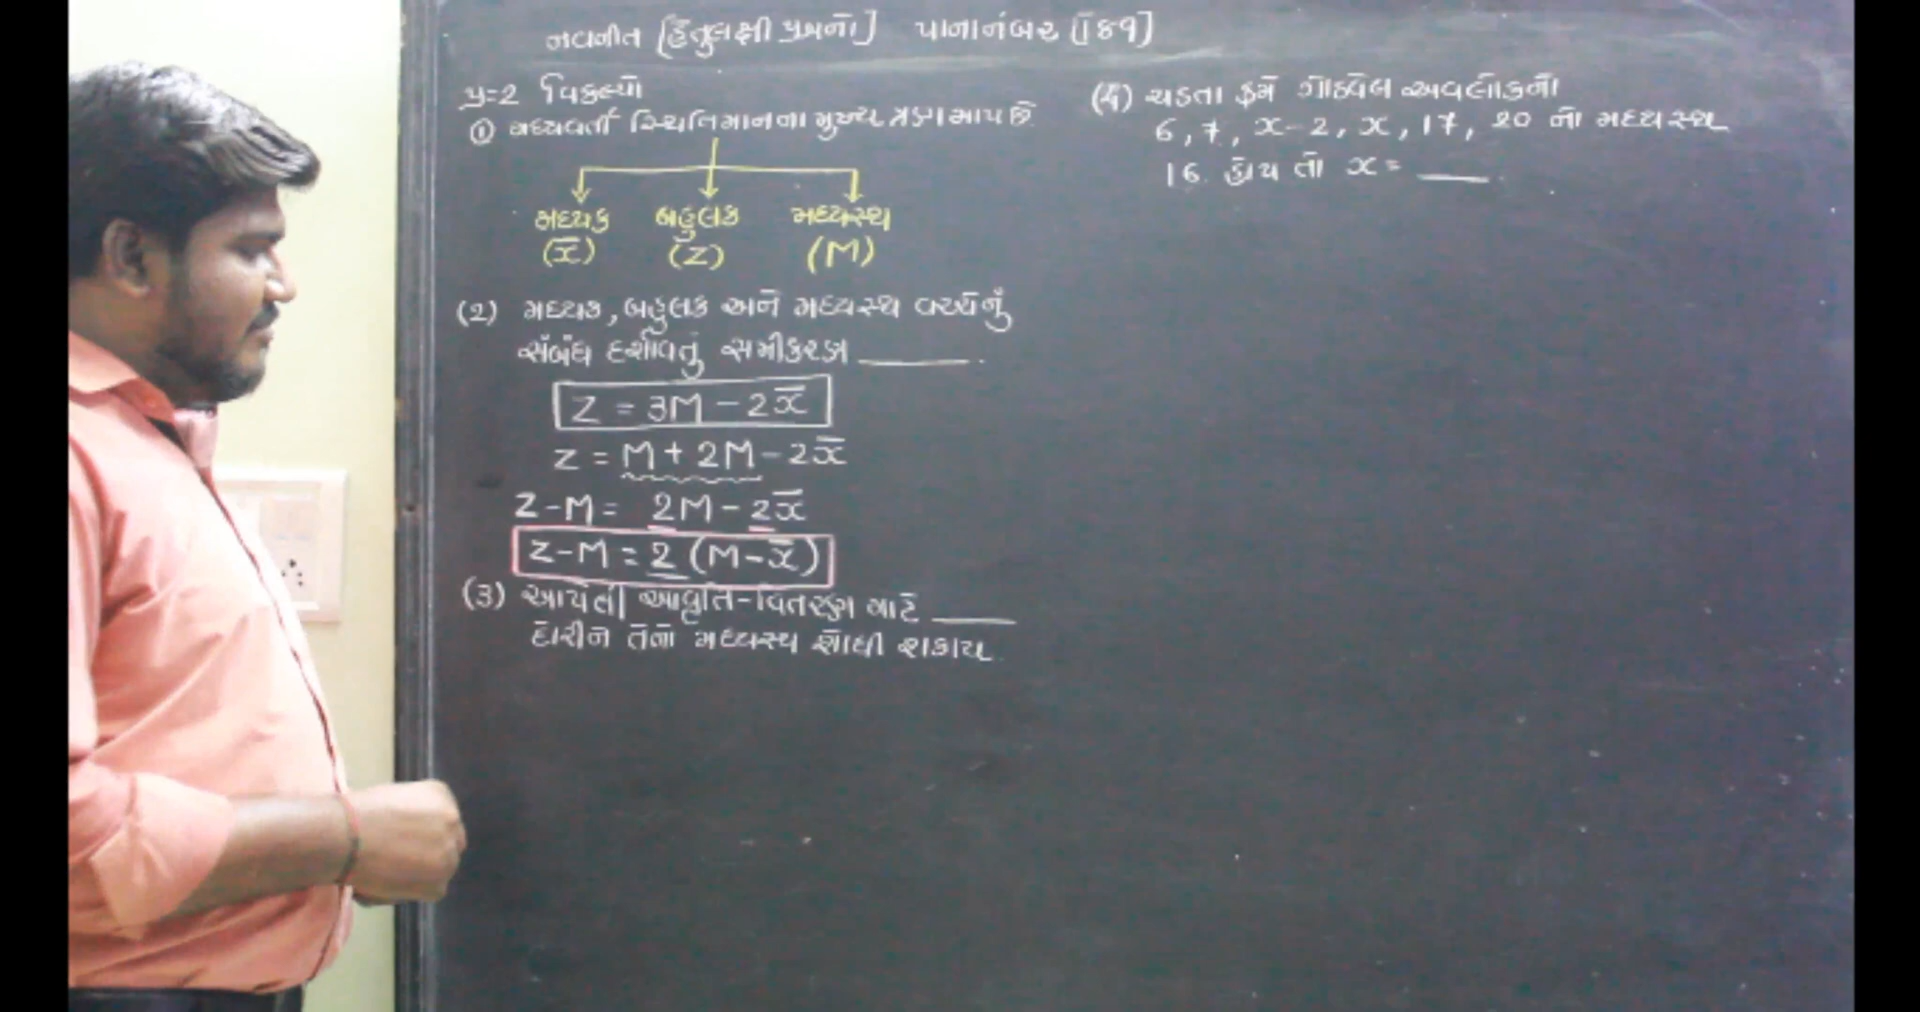 નવનીત [હેતુલક્ષી પ્રશ્નો] પાનાનંબર [181]
પ્ર=2 વિકલ્પો
① મધ્યવર્તી સ્થિતિમાનના મુખ્ય ત્રણ માપ છે.
મધ્યક બહુલક મધ્યસ્થ
(x̄) (Z) (M)
(2) મધ્યક, બહુલક અને મધ્યસ્થ વચ્ચેનું
સંબંધ દર્શાવતું સમીકરણ ______.
Z = 3M - 2x̄
Z = M + 2M - 2x̄
Z - M = 2M - 2x̄
Z - M = 2 (M - x̄)
(3) આપેલી આવૃતિ-વિતરણ માટે _____
દોરીને તેનો મધ્યસ્થ શોધી શકાય.
(4) ચડતા ક્રમે ગોઠવેલ અવલોકનો
6, 7, x-2, x, 17, 20 નો મધ્યસ્થ
16. હોય તો x = ____.